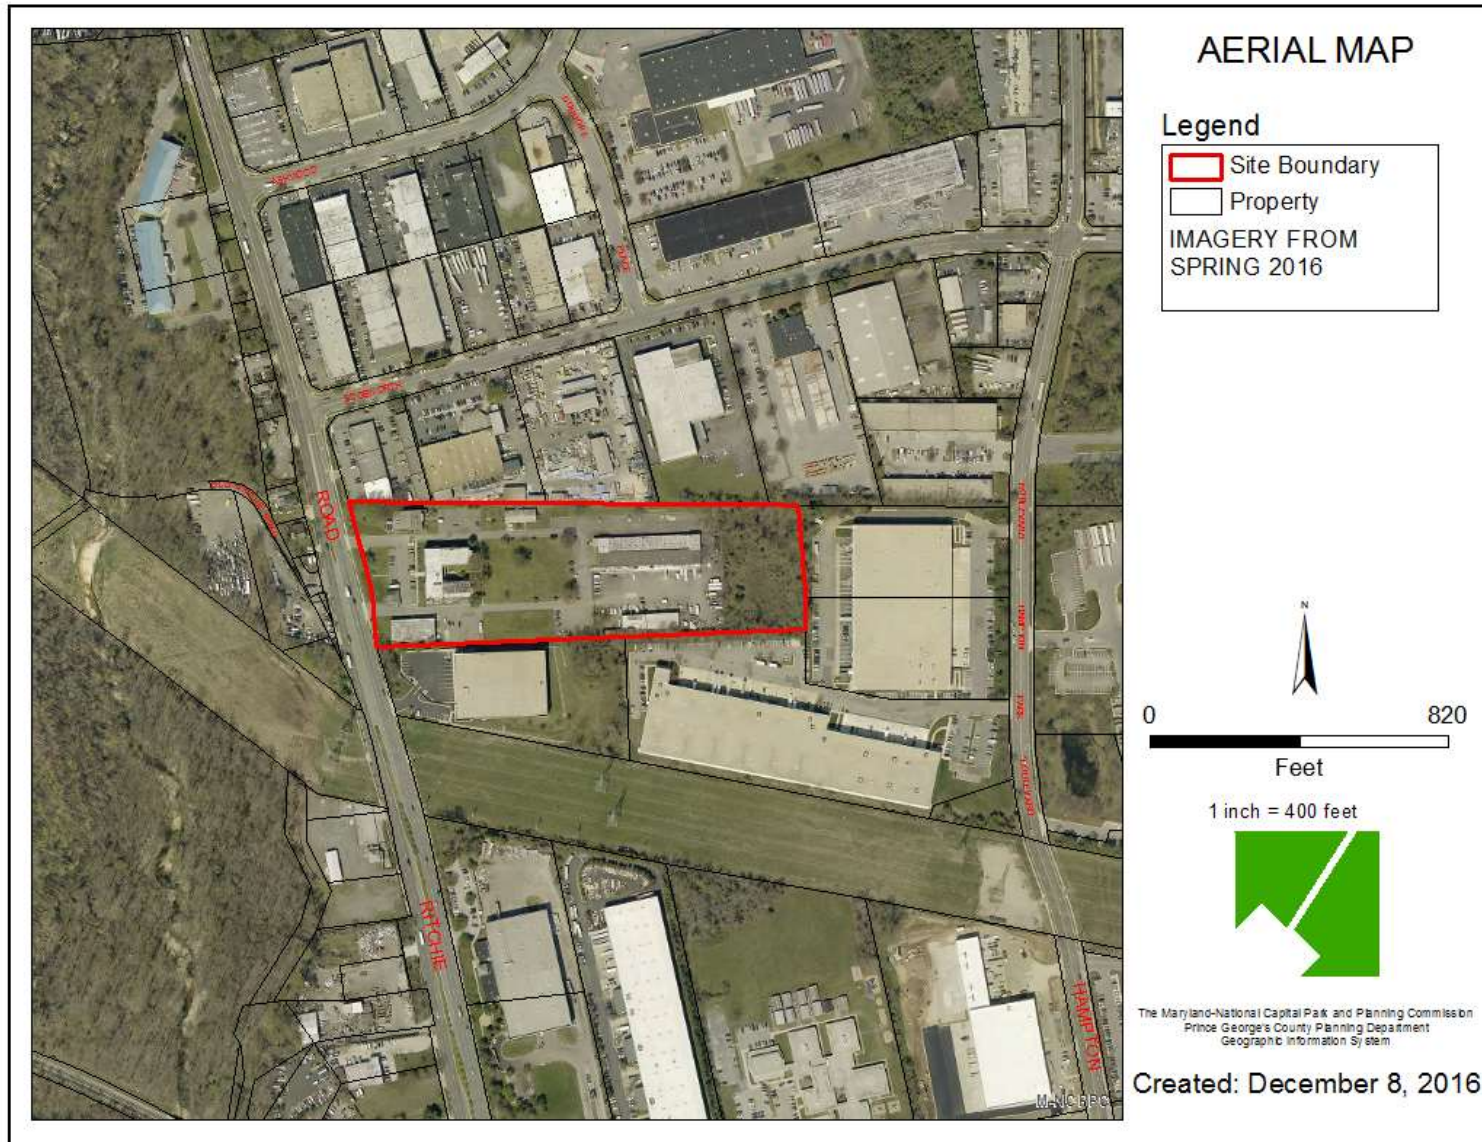 AERIAL MAP
Legend
Site Boundary
Property
IMAGERY FROM
SPRING 2016
ROAD
RITCHIE
HAMPTON
N
0 820
Feet
1 inch = 400 feet
The Maryland-National Capital Park and Planning Commission
Prince George's County Planning Department
Geographic Information System
Created: December 8, 2016
M-NCPPC